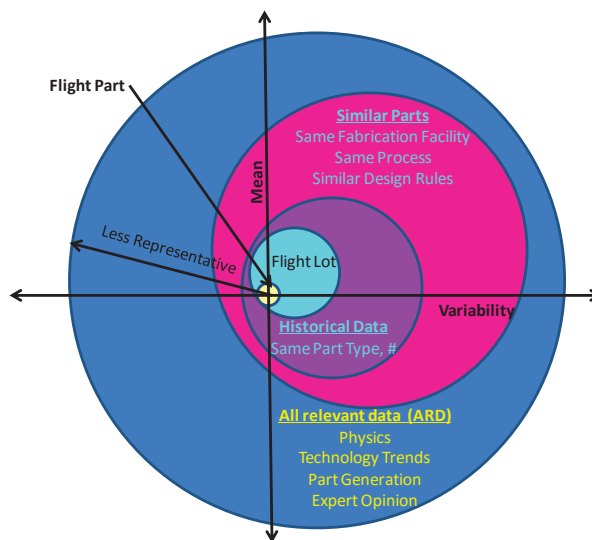 Flight Part
Similar Parts
Same Fabrication Facility
Same Process
Similar Design Rules
Mean
Less Representative
Flight Lot
Variability
Historical Data
Same Part Type, #
All relevant data (ARD)
Physics
Technology Trends
Part Generation
Expert Opinion